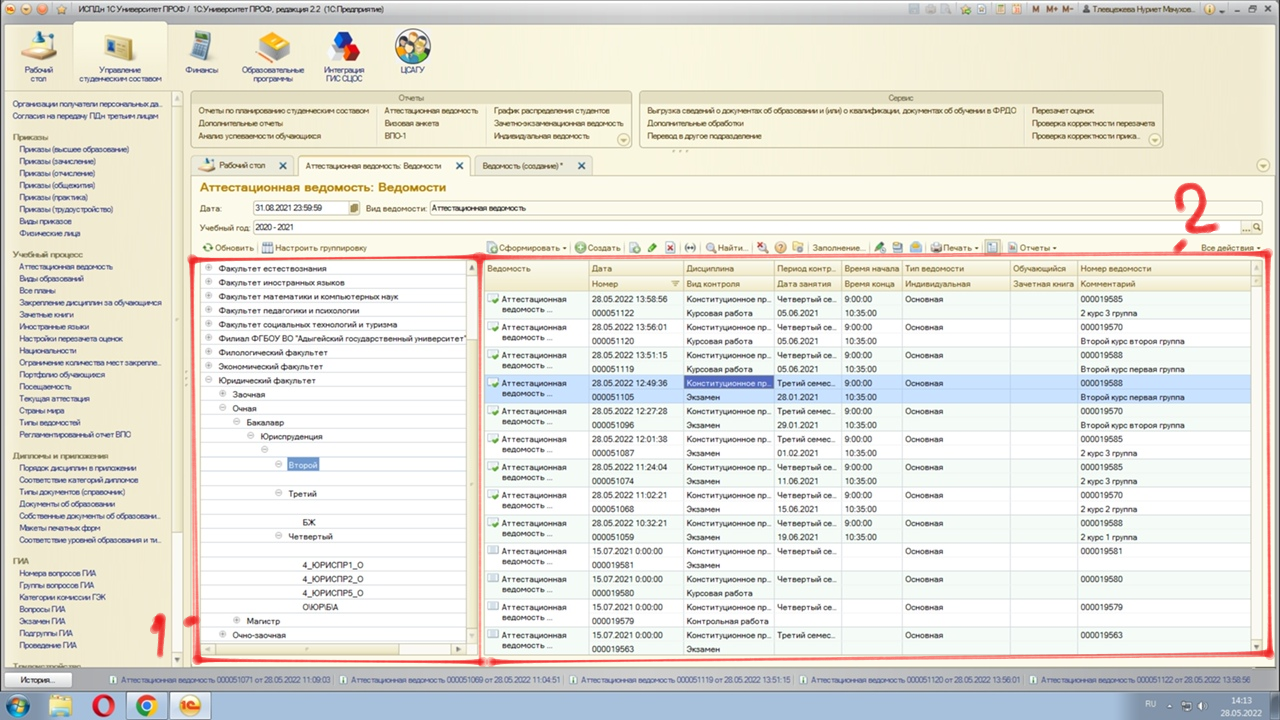 ИСПДн 1С Университет ПРОФ / 1С:Университет ПРОФ, редакция 2.2 (1С:Предприятие)
M M+ M-
Тлевцежева Нуриет Мачухов...
Рабочий стол
Управление студенческим составом
Финансы
Образовательные программы
Интеграция ГИС СЦОС
ЦСАГУ
Организации получатели персональных да..
Согласия на передачу ПДн третьим лицам
Приказы
Приказы (высшее образование)
Приказы (зачисление)
Приказы (отчисление)
Приказы (общежития)
Приказы (практика)
Приказы (трудоустройство)
Виды приказов
Физические лица
Учебный процесс
Аттестационная ведомость
Виды образований
Все планы
Закрепление дисциплин за обучающимся
Зачетные книги
Иностранные языки
Настройки перезачета оценок
Национальности
Ограничение количества мест закрепле...
Портфолио обучающихся
Посещаемость
Текущая аттестация
Страны мира
Типы ведомостей
Регламентированный отчет ВПО
Дипломы и приложения
Порядок дисциплин в приложении
Соответствие категорий дипломов
Типы документов (справочник)
Документы об образовании
Собственные документы об образовани...
Макеты печатных форм
Соответствие уровней образования и ти...
ГИА
Номера вопросов ГИА
Группы вопросов ГИА
Категории комиссии ГЭК
Вопросы ГИА
Экзамен ГИА
Подгруппы ГИА
Проведение ГИА
Отчеты
Отчеты по планированию студенческим составом
Аттестационная ведомость
График распределения студентов
Дополнительные отчеты
Визовая анкета
Зачетно-экзаменационная ведомость
Анализ успеваемости обучающихся
ВПО-1
Индивидуальная ведомость
Сервис
Выгрузка сведений о документах об образовании и (или) о квалификации, документах об обучении в ФРДО
Перезачет оценок
Дополнительные обработки
Проверка корректности перезачета
Перевод в другое подразделение
Проверка корректности прика..
Рабочий стол
Аттестационная ведомость: Ведомости
Ведомость (создание) *
Аттестационная ведомость: Ведомости
Дата: 31.08.2021 23:59:59 Вид ведомости: Аттестационная ведомость
Учебный год: 2020 - 2021
2
Обновить Настроить группировку
Сформировать Создать Найти... Заполнение... Печать Отчеты Все действия
Факультет естествознания
Факультет иностранных языков
Факультет математики и компьютерных наук
Факультет педагогики и психологии
Факультет социальных технологий и туризма
Филиал ФГБОУ ВО "Адыгейский государственный университет"
Филологический факультет
Экономический факультет
Юридический факультет
Заочная
Очная
Бакалавр
Юриспруденция
Второй
Третий
БЖ
Четвертый
4_ЮРИСПР1_О
4_ЮРИСПР2_О
4_ЮРИСПР5_О
О\ЮР\Б\А
Магистр
Очно-заочная
1
Ведомость Дата Дисциплина Период контр... Время начала Тип ведомости Обучающийся Номер ведомости
Номер Вид контроля Дата занятия Время конца Индивидуальная Зачетная книга Комментарий
Аттестационная 28.05.2022 13:58:56 Конституционное пр... Четвертый се... 9:00:00 Основная 000019585
ведомость ... 000051122 Курсовая работа 05.06.2021 10:35:00 2 курс 3 группа
Аттестационная 28.05.2022 13:56:01 Конституционное пр... Четвертый се... 9:00:00 Основная 000019570
ведомость ... 000051120 Курсовая работа 05.06.2021 10:35:00 Второй курс вторая группа
Аттестационная 28.05.2022 13:51:15 Конституционное пр... Четвертый се... 9:00:00 Основная 000019588
ведомость ... 000051119 Курсовая работа 05.06.2021 10:35:00 Второй курс первая группа
Аттестационная 28.05.2022 12:49:36 Конституционное пр... Третий семес... 9:00:00 Основная 000019588
ведомость ... 000051105 Экзамен 28.01.2021 10:35:00 Второй курс первая группа
Аттестационная 28.05.2022 12:27:28 Конституционное пр... Третий семес... 9:00:00 Основная 000019570
ведомость ... 000051096 Экзамен 29.01.2021 10:35:00 Второй курс вторая группа
Аттестационная 28.05.2022 12:01:38 Конституционное пр... Третий семес... 9:00:00 Основная 000019585
ведомость ... 000051087 Экзамен 01.02.2021 10:35:00 2 курс 3 группа
Аттестационная 28.05.2022 11:24:04 Конституционное пр... Четвертый се... 9:00:00 Основная 000019585
ведомость ... 000051074 Экзамен 11.06.2021 10:35:00 2 курс 3 группа
Аттестационная 28.05.2022 11:02:21 Конституционное пр... Четвертый се... 9:00:00 Основная 000019570
ведомость ... 000051068 Экзамен 15.06.2021 10:35:00 2 курс 2 группа
Аттестационная 28.05.2022 10:32:21 Конституционное пр... Четвертый се... 9:00:00 Основная 000019588
ведомость ... 000051059 Экзамен 19.06.2021 10:35:00 2 курс 1 группа
Аттестационная 15.07.2021 0:00:00 Конституционное пр... Четвертый се... Основная 000019581
ведомость ... 000019581 Экзамен
Аттестационная 15.07.2021 0:00:00 Конституционное пр... Четвертый се... Основная 000019580
ведомость ... 000019580 Курсовая работа
Аттестационная 15.07.2021 0:00:00 Конституционное пр... Четвертый се... Основная 000019579
ведомость ... 000019579 Контрольная работа
Аттестационная 15.07.2021 0:00:00 Конституционное пр... Третий семес... Основная 000019563
ведомость ... 000019563 Экзамен
История...
Аттестационная ведомость 000051071 от 28.05.2022 11:09:03
Аттестационная ведомость 000051069 от 28.05.2022 11:04:51
Аттестационная ведомость 000051119 от 28.05.2022 13:51:15
Аттестационная ведомость 000051120 от 28.05.2022 13:56:01
Аттестационная ведомость 000051122 от 28.05.2022 13:58:56
RU
14:13
28.05.2022